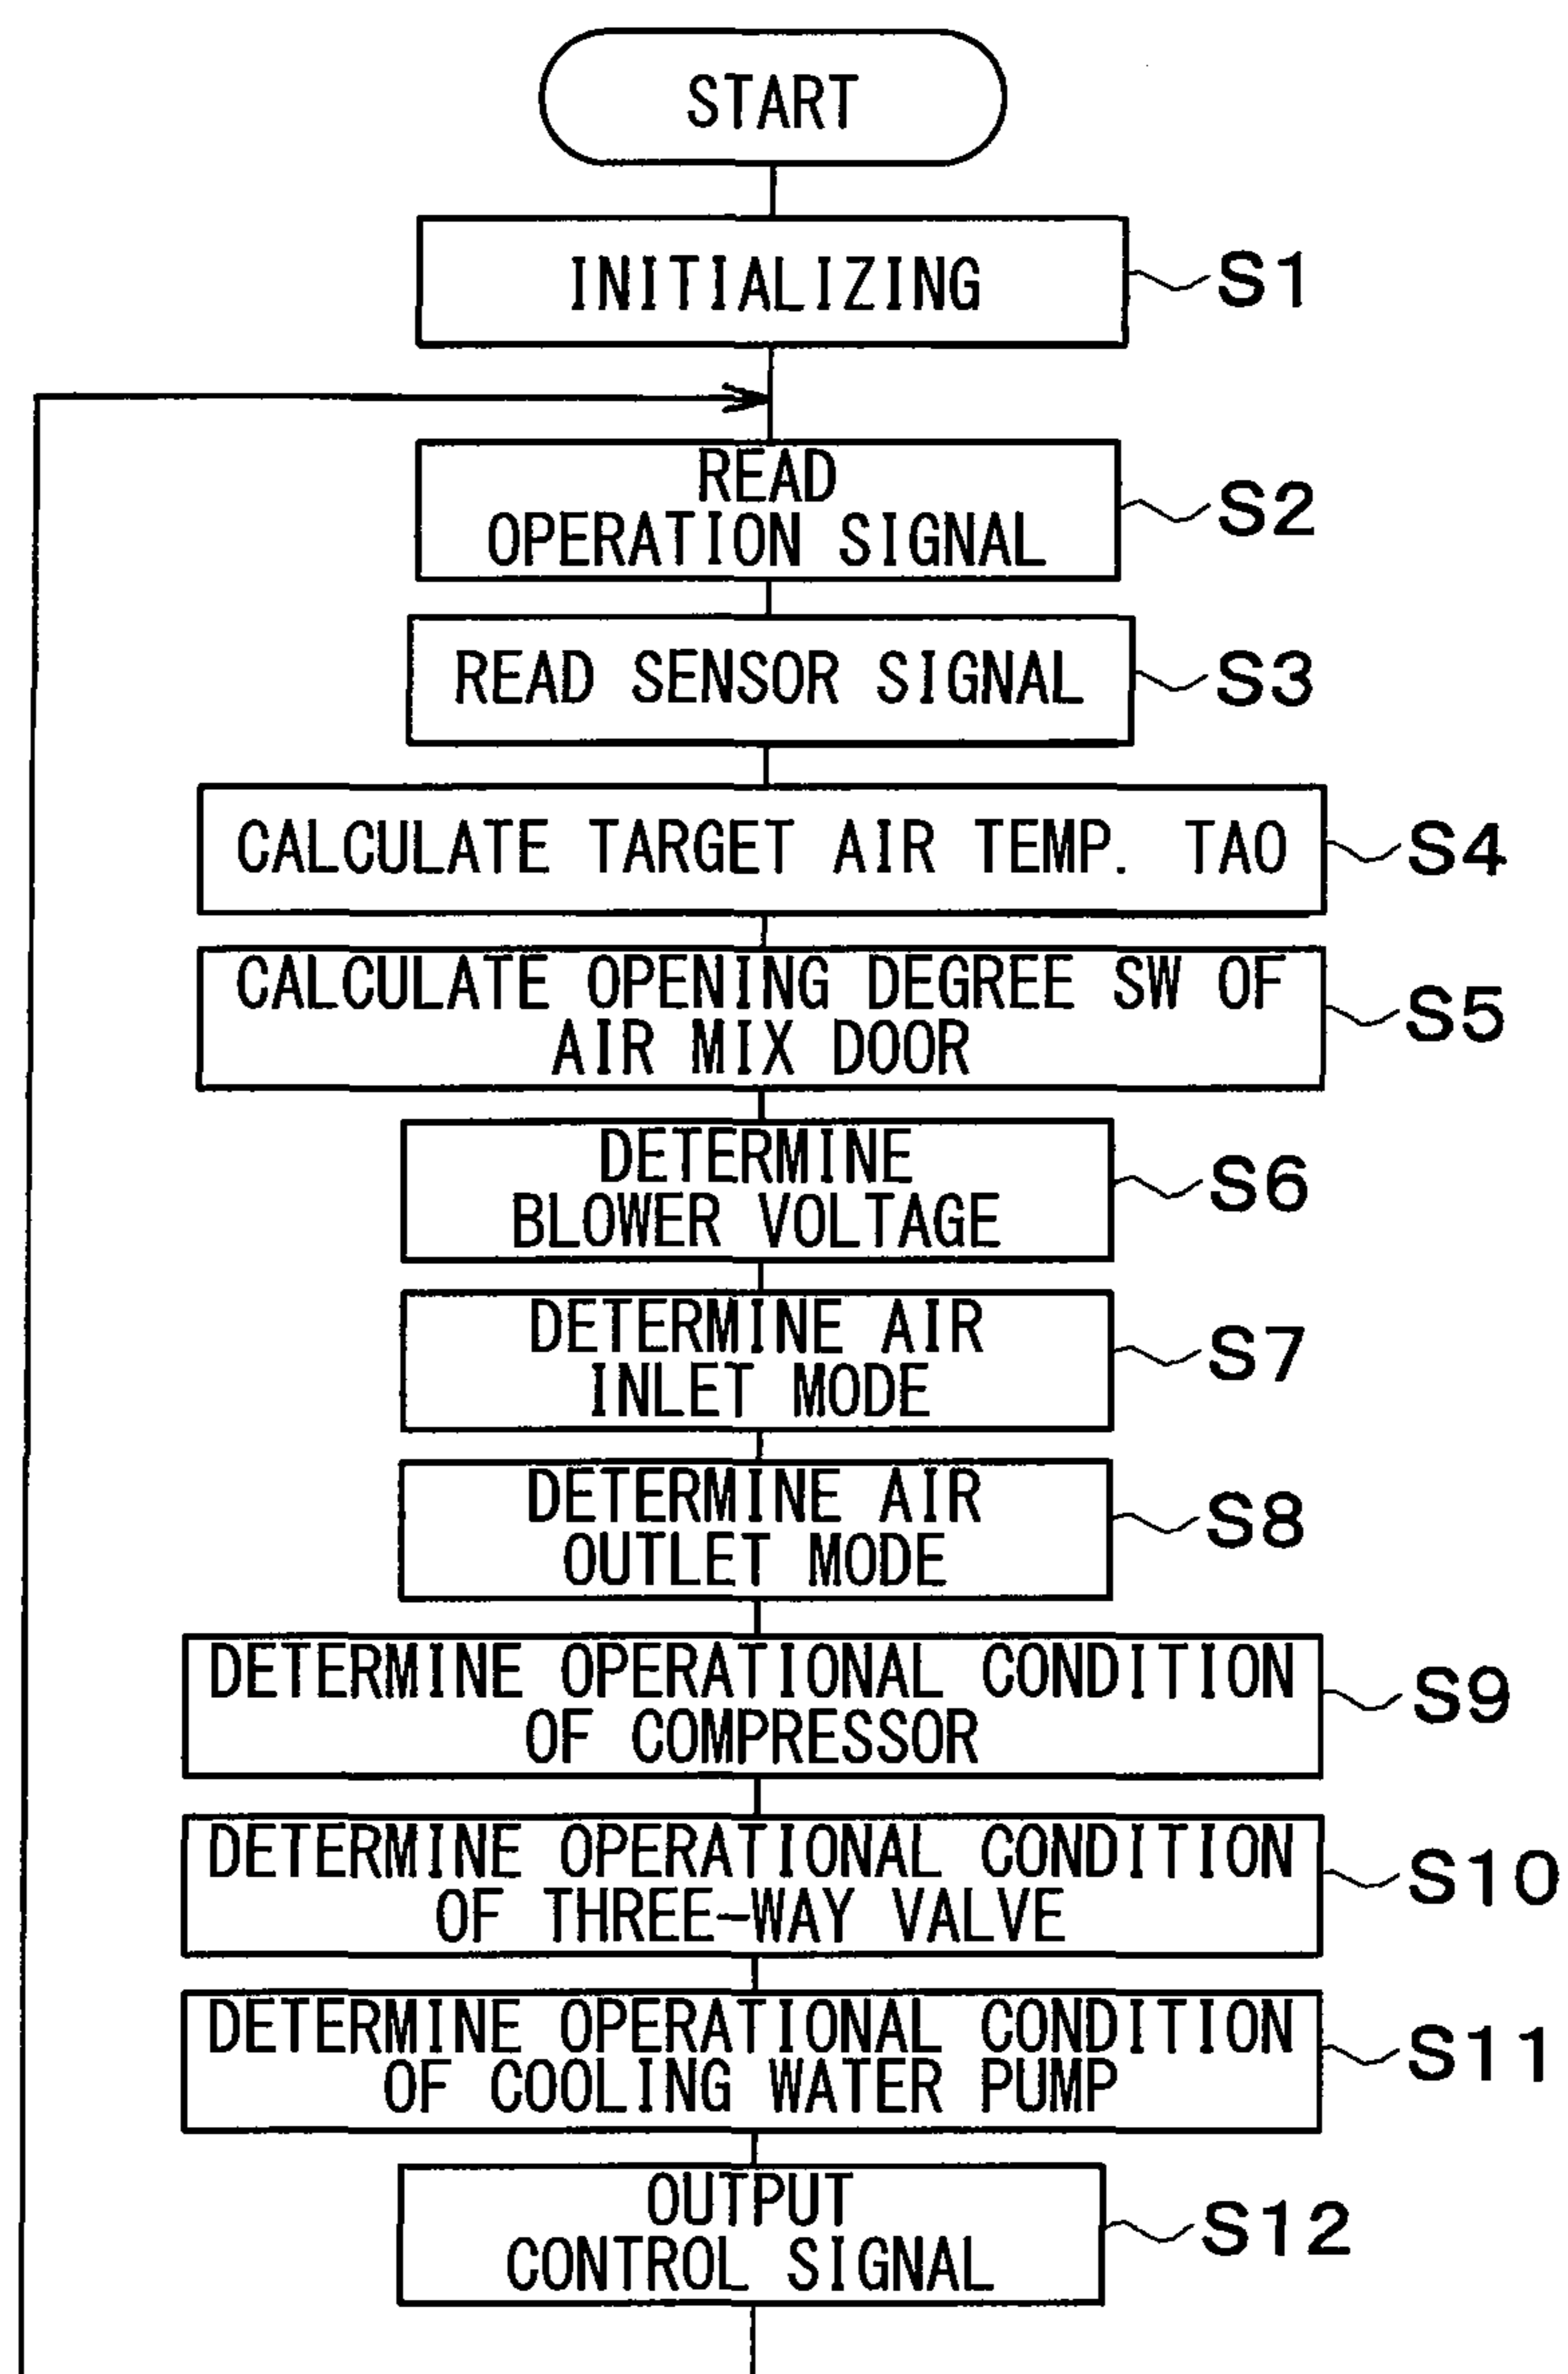 START
INITIALIZING
S1
READ
OPERATION SIGNAL
S2
READ SENSOR SIGNAL
S3
CALCULATE TARGET AIR TEMP. TAO
S4
CALCULATE OPENING DEGREE SW OF
AIR MIX DOOR
S5
DETERMINE
BLOWER VOLTAGE
S6
DETERMINE AIR
INLET MODE
S7
DETERMINE AIR
OUTLET MODE
S8
DETERMINE OPERATIONAL CONDITION
OF COMPRESSOR
S9
DETERMINE OPERATIONAL CONDITION
OF THREE-WAY VALVE
S10
DETERMINE OPERATIONAL CONDITION
OF COOLING WATER PUMP
S11
OUTPUT
CONTROL SIGNAL
S12